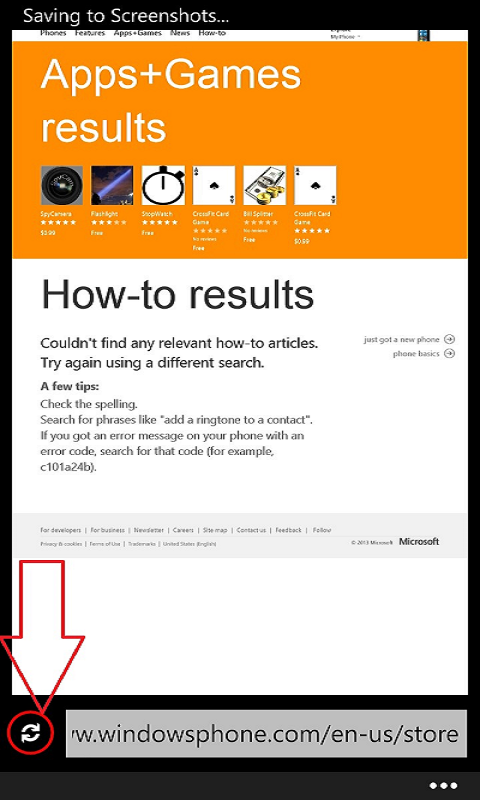 Saving to Screenshots...
Phones Features Apps+Games News How-to
My Phone
Apps+Games
results
SpyCamera
$3.99
Flashlight
Free
StopWatch
Free
CrossFit Card
Game
No reviews
Free
Bill Splitter
No reviews
Free
CrossFit Card
Game
$0.99
How-to results
Couldn't find any relevant how-to articles.
Try again using a different search.
just got a new phone
phone basics
A few tips:
Check the spelling.
Search for phrases like "add a ringtone to a contact".
If you got an error message on your phone with an
error code, search for that code (for example,
c101a24b).
For developers | For business | Newsletter | Careers | Site map | Contact us | Feedback | Follow
Privacy & cookies | Terms of Use | Trademarks | United States (English)
© 2013 Microsoft Microsoft
w.windowsphone.com/en-us/store